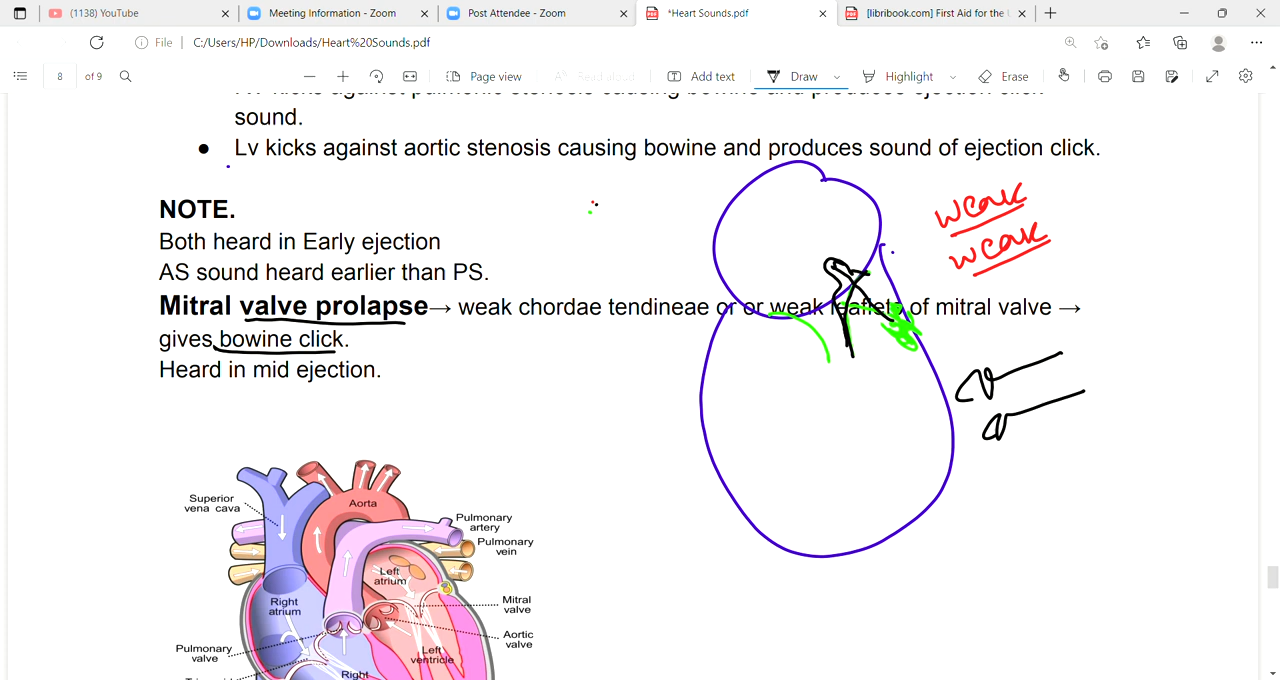 (1138) YouTube
Meeting Information - Zoom
Post Attendee - Zoom
*Heart Sounds.pdf
[libribook.com] First Aid for the
File
C:/Users/HP/Downloads/Heart%20Sounds.pdf
8 of 9
Page view
Read aloud
Add text
Draw
Highlight
Erase
sound.
● Lv kicks against aortic stenosis causing bowine and produces sound of ejection click.
NOTE.
Both heard in Early ejection
AS sound heard earlier than PS.
Mitral valve prolapse→ weak chordae tendineae or or weak leaflets of mitral valve →
gives bowine click.
Heard in mid ejection.
weak
weak
Superior
vena cava
Aorta
Pulmonary
artery
Pulmonary
vein
Left
atrium
Right
atrium
Mitral
valve
Aortic
valve
Pulmonary
valve
Left
ventricle
Right